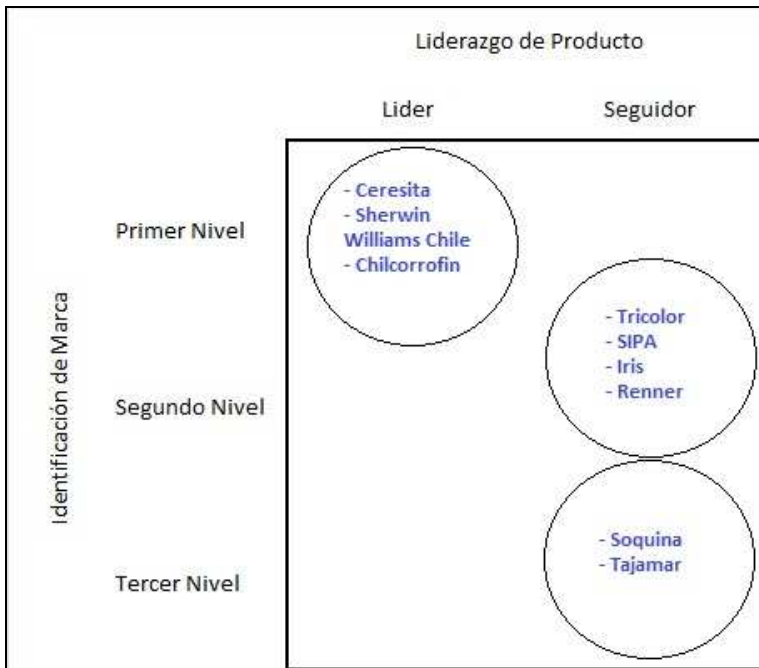 Liderazgo de Producto
Lider
Seguidor
Identificación de Marca
Primer Nivel
- Ceresita
- Sherwin
Williams Chile
- Chilcorrofin
- Tricolor
- SIPA
- Iris
- Renner
Segundo Nivel
- Soquina
- Tajamar
Tercer Nivel